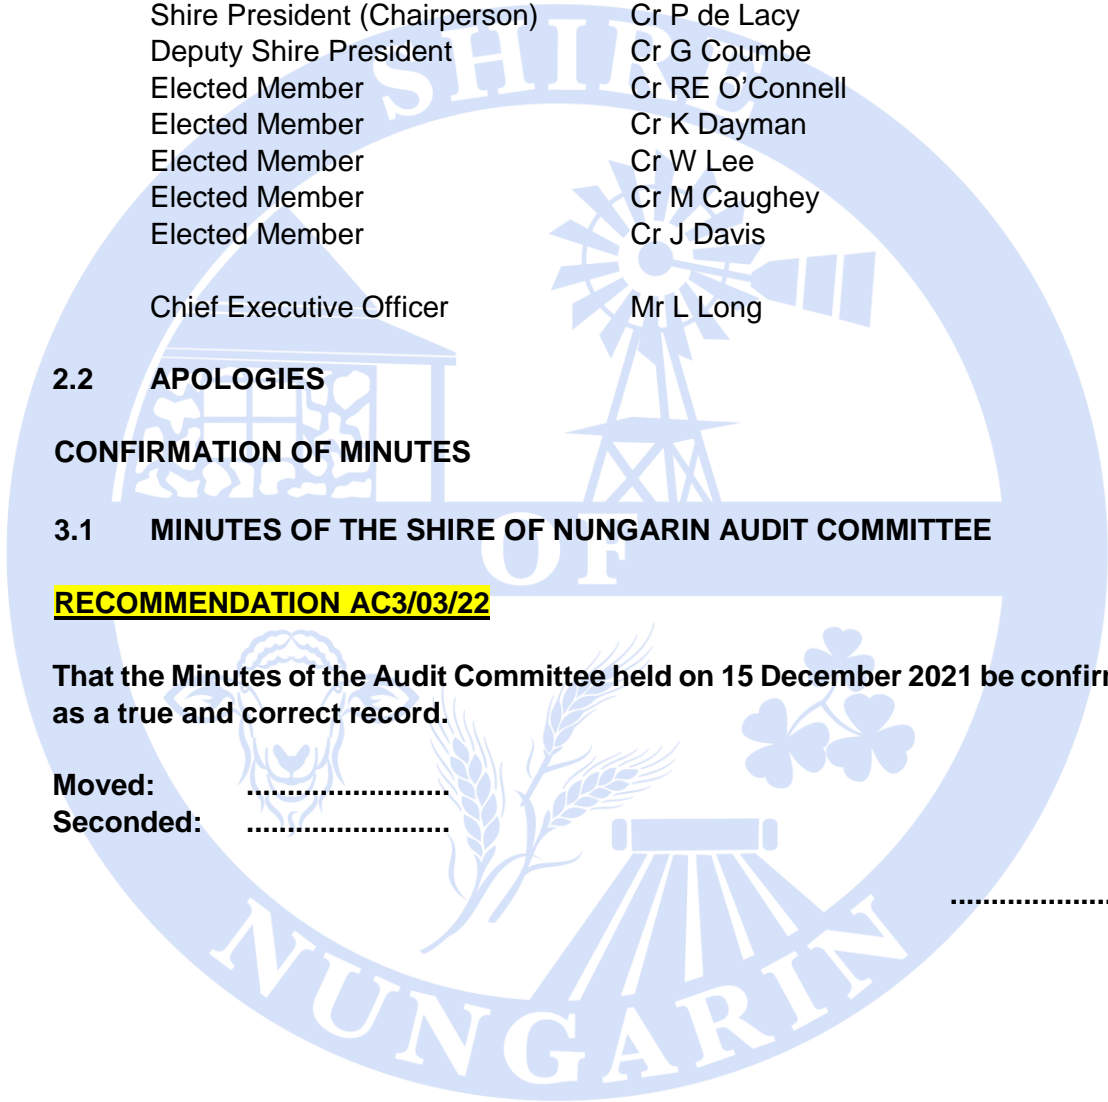 Shire President (Chairperson) Cr P de Lacy
Deputy Shire President Cr G Coumbe
Elected Member Cr RE O’Connell
Elected Member Cr K Dayman
Elected Member Cr W Lee
Elected Member Cr M Caughey
Elected Member Cr J Davis
Chief Executive Officer Mr L Long
2.2 APOLOGIES
CONFIRMATION OF MINUTES
3.1 MINUTES OF THE SHIRE OF NUNGARIN AUDIT COMMITTEE
RECOMMENDATION AC3/03/22
That the Minutes of the Audit Committee held on 15 December 2021 be confir
as a true and correct record.
Moved: .........................
Seconded: .........................
...................
SHIRE
OF
NUNGARIN